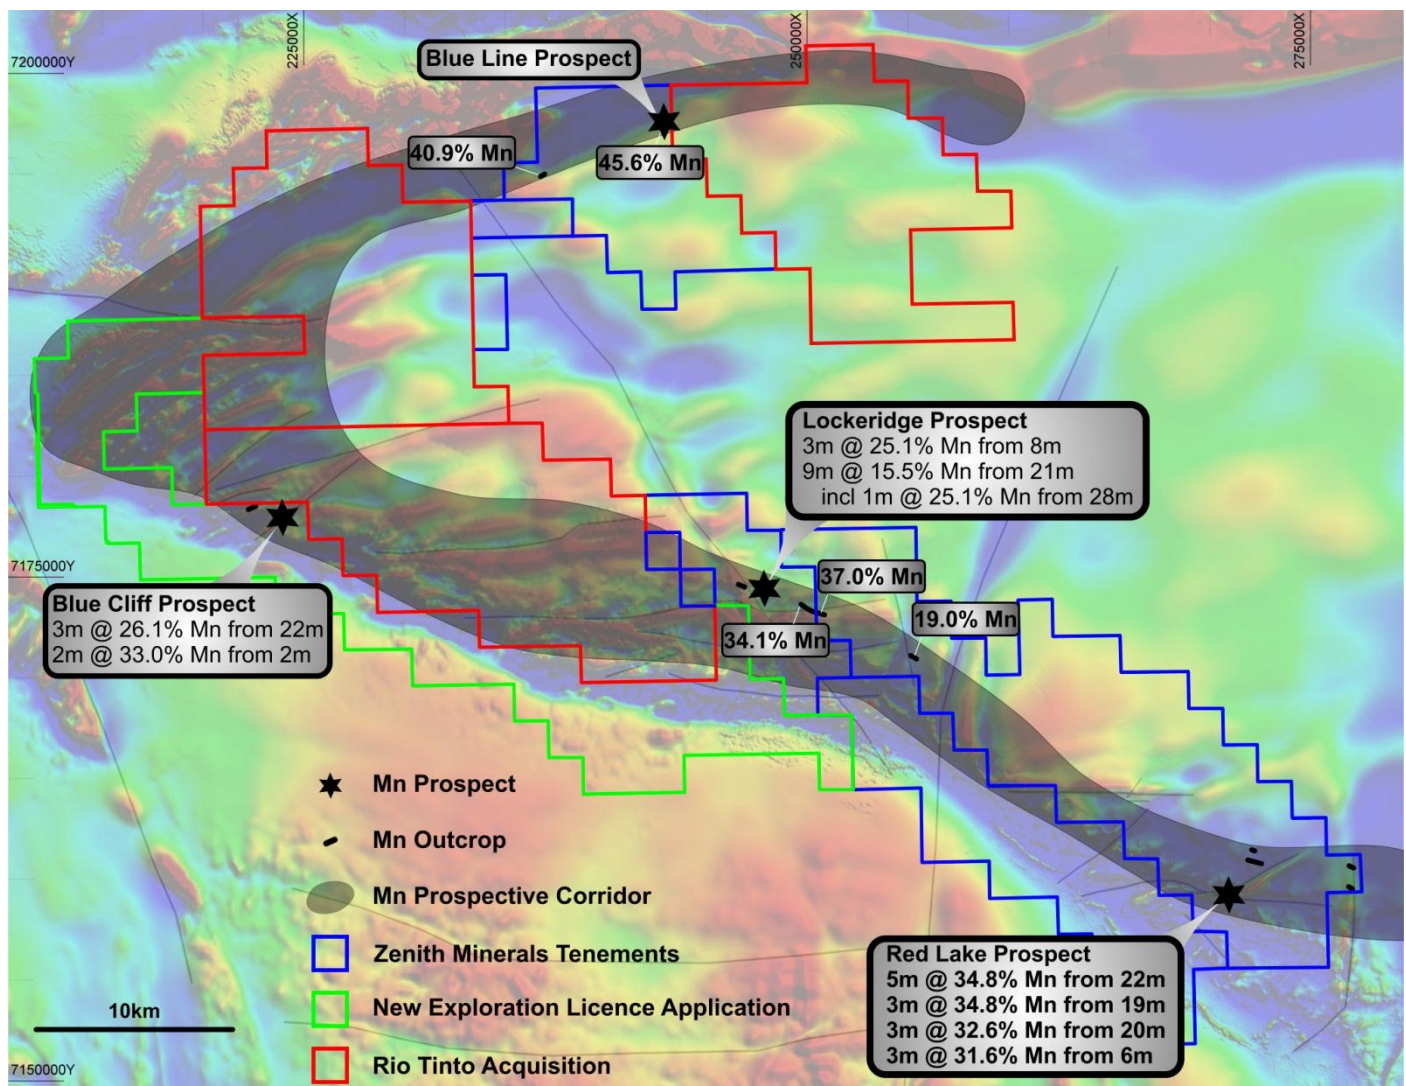 225000X
250000X
275000X
7200000Y
Blue Line Prospect
40.9% Mn
45.6% Mn
Lockeridge Prospect
3m @ 25.1% Mn from 8m
9m @ 15.5% Mn from 21m
incl 1m @ 25.1% Mn from 28m
7175000Y
37.0% Mn
Blue Cliff Prospect
3m @ 26.1% Mn from 22m
2m @ 33.0% Mn from 2m
34.1% Mn
19.0% Mn
Mn Prospect
Mn Outcrop
Mn Prospective Corridor
Zenith Minerals Tenements
New Exploration Licence Application
Rio Tinto Acquisition
10km
Red Lake Prospect
5m @ 34.8% Mn from 22m
3m @ 34.8% Mn from 19m
3m @ 32.6% Mn from 20m
3m @ 31.6% Mn from 6m
7150000Y